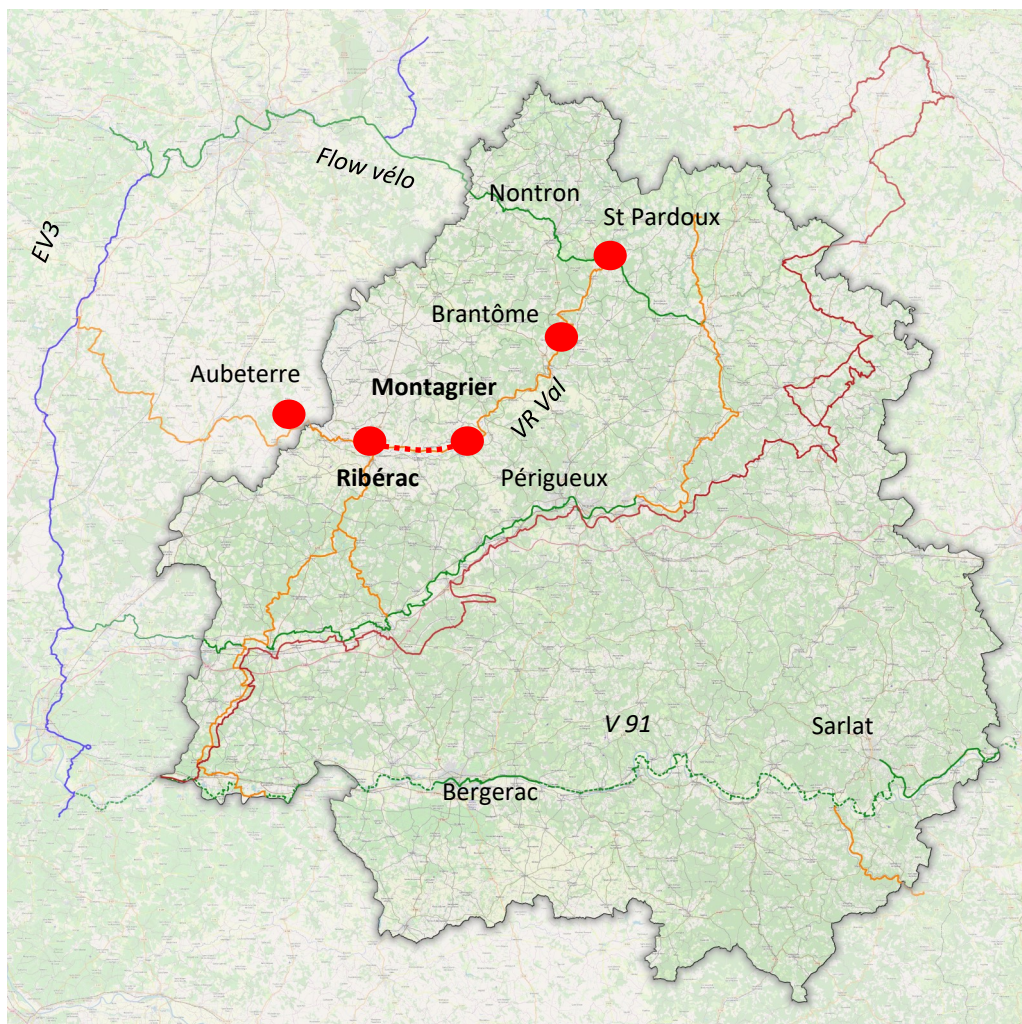 Flow vélo
Nontron
St Pardoux
EV3
Brantôme
Aubeterre
Montagrier
VR Val
Ribérac
Périgueux
V 91
Sarlat
Bergerac